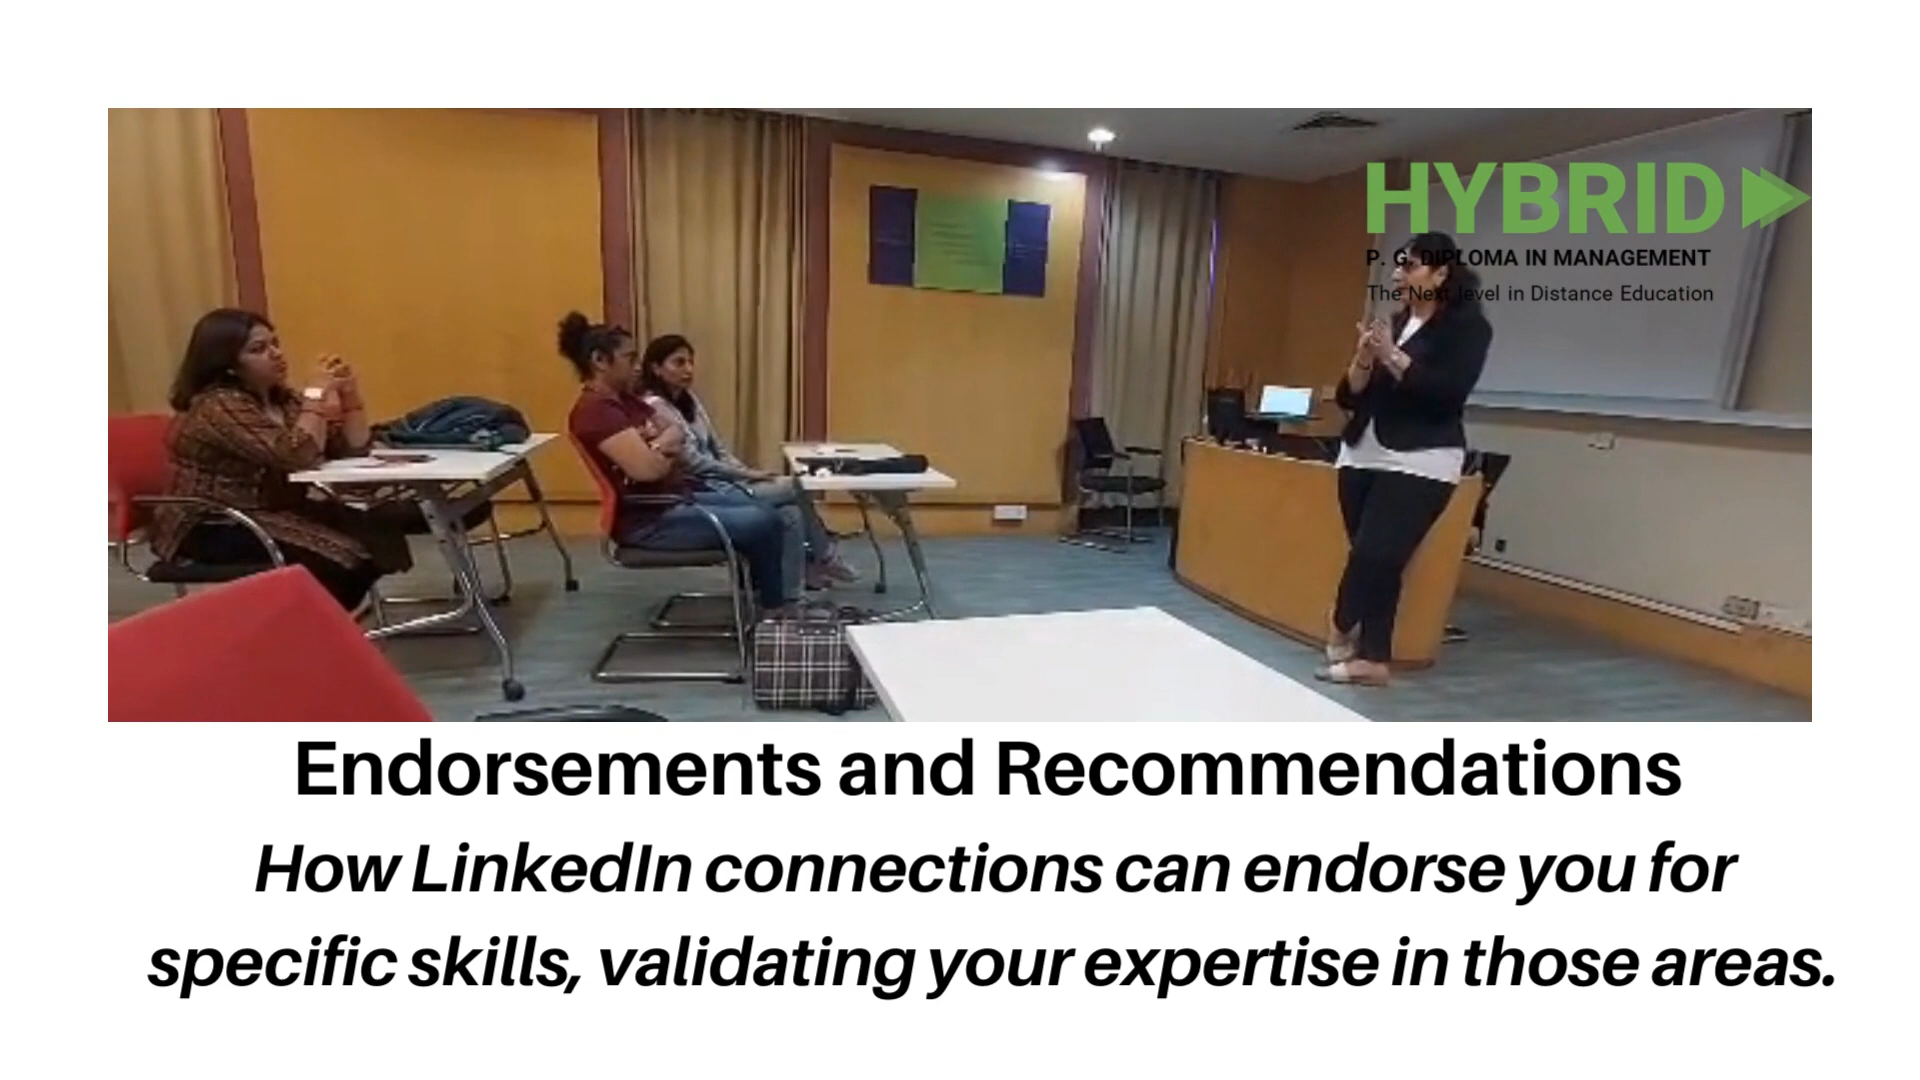 HYBRID
P. G. DIPLOMA IN MANAGEMENT
The Next level in Distance Education
Endorsements and Recommendations
How LinkedIn connections can endorse you for
specific skills, validating your expertise in those areas.